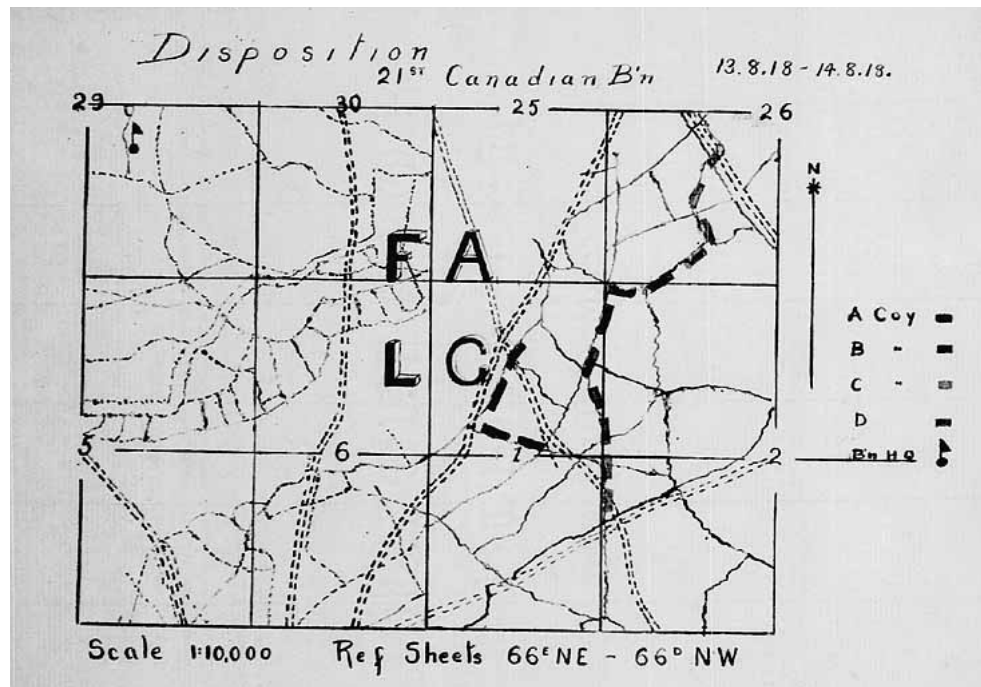 Disposition
21ST Canadian B'n 13.8.18 - 14.8.18.
29 30 25 26
N
F A
A Coy
L C
B "
C "
D
5 6 1 2
B'n HQ
Scale 1:10,000 Ref Sheets 66E NE - 66D NW